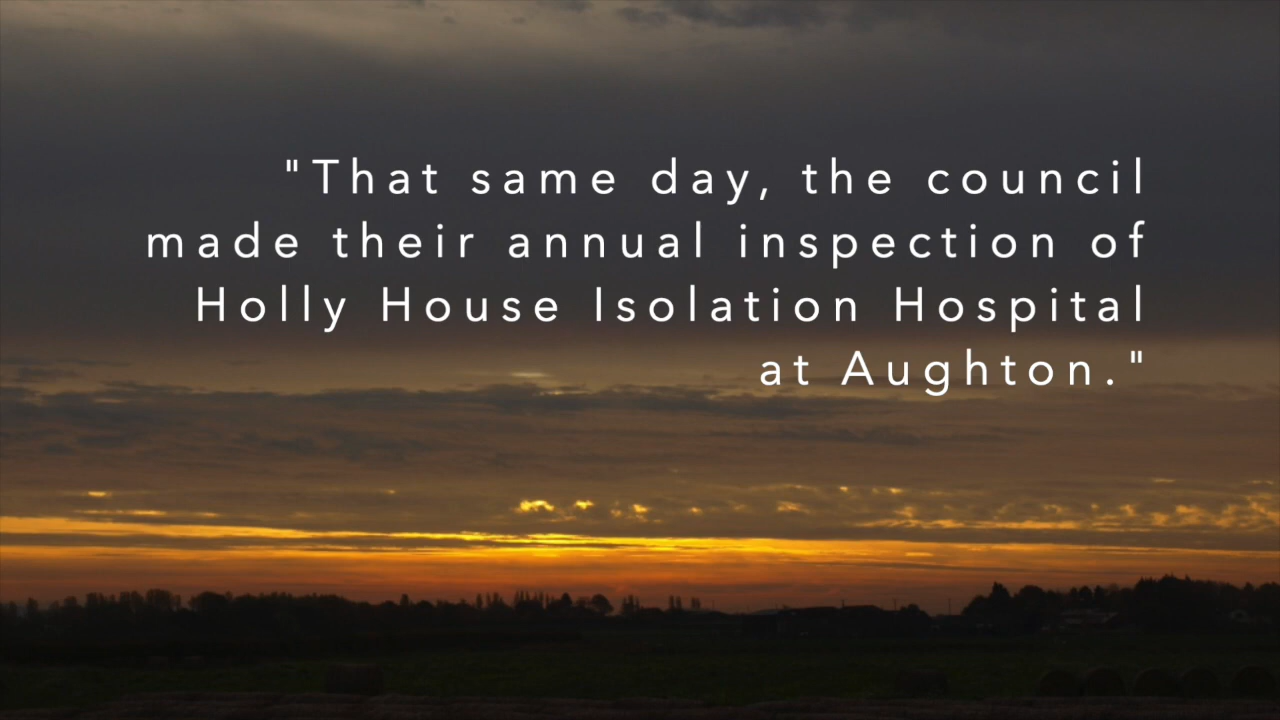 "That same day, the council
made their annual inspection of
Holly House Isolation Hospital
at Aughton."